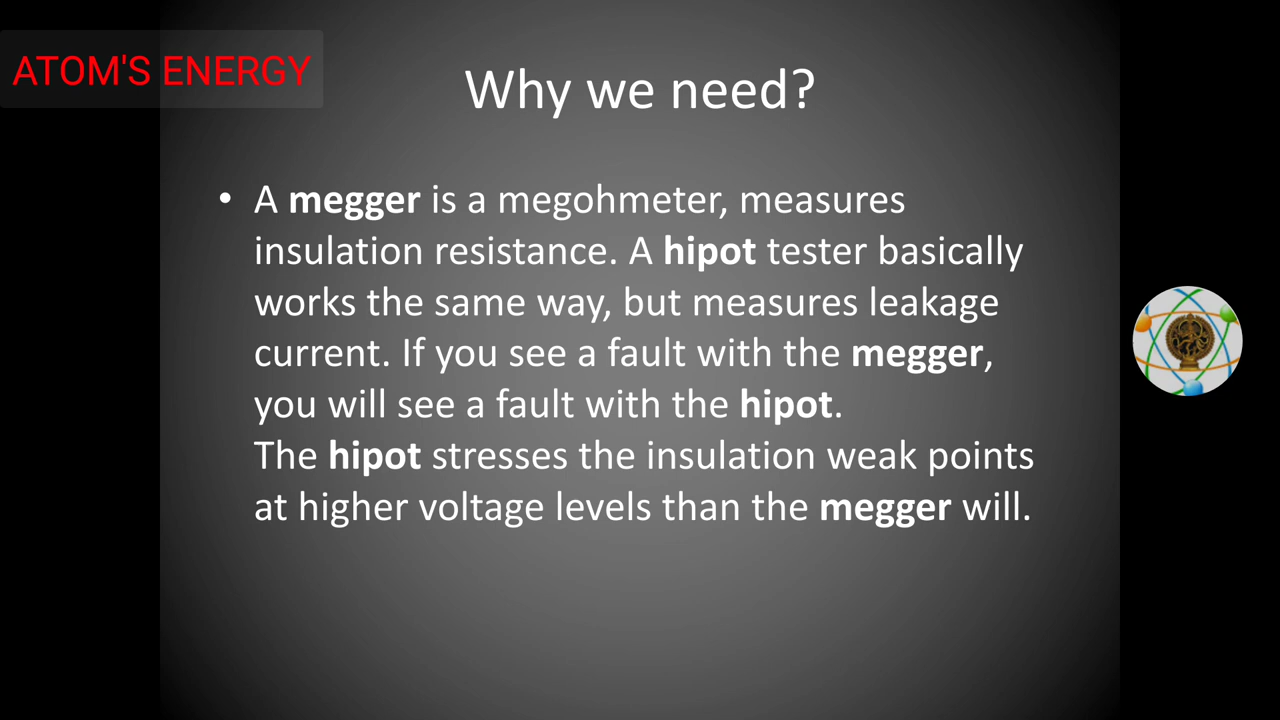 ATOM'S ENERGY
Why we need?
• A megger is a megohmeter, measures
insulation resistance. A hipot tester basically
works the same way, but measures leakage
current. If you see a fault with the megger,
you will see a fault with the hipot.
The hipot stresses the insulation weak points
at higher voltage levels than the megger will.